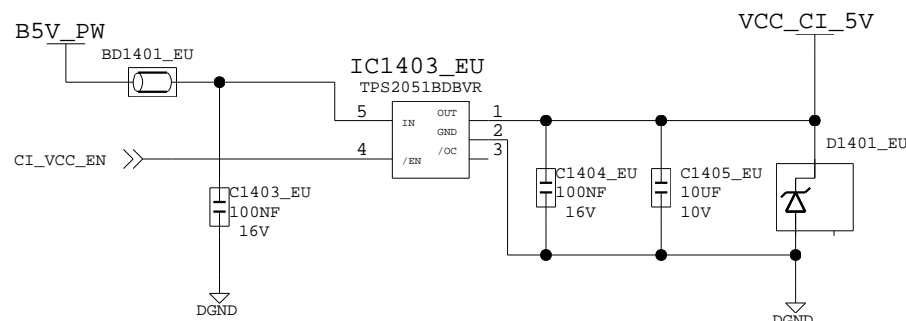 B5V_PW
BD1401_EU
IC1403_EU
TPS2051BDBVR
VCC_CI_5V
5 IN OUT 1
GND 2
4 /EN /OC 3
CI_VCC_EN
D1401_EU
C1403_EU
100NF
16V
C1404_EU
100NF
16V
C1405_EU
10UF
10V
DGND
DGND